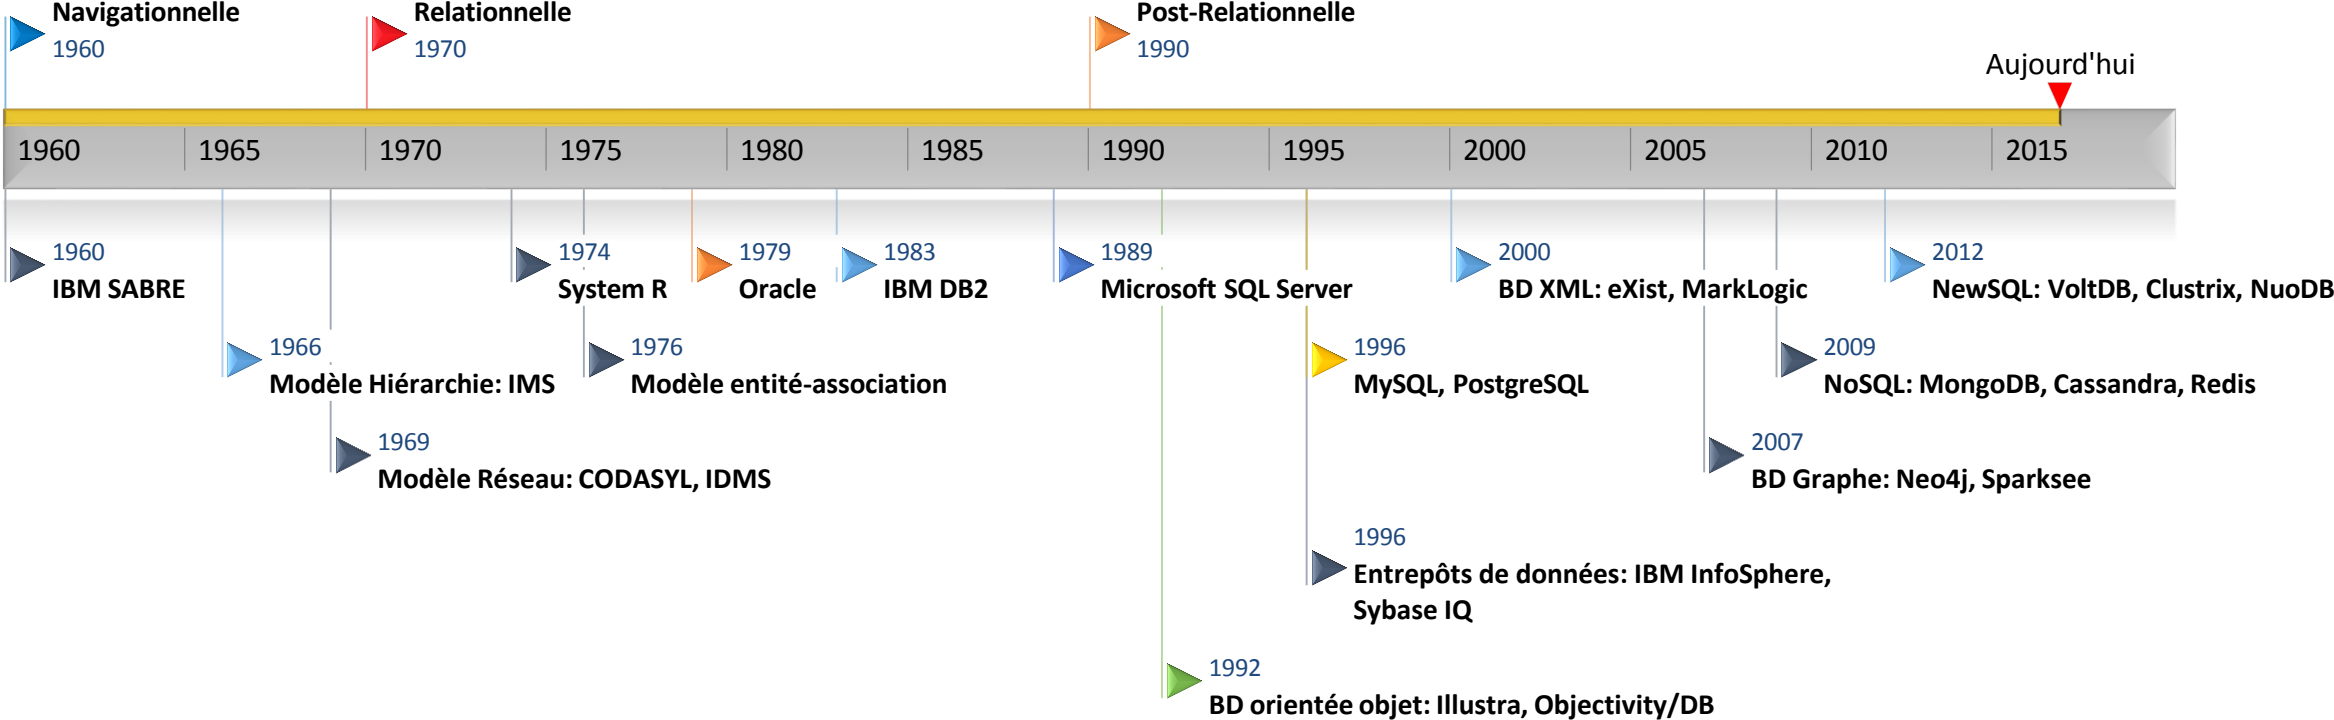 Navigationnelle
1960
Relationnelle
1970
Post-Relationnelle
1990
Aujourd'hui
1960 1965 1970 1975 1980 1985 1990 1995 2000 2005 2010 2015
1960
IBM SABRE
1974
System R
1979
Oracle
1983
IBM DB2
1989
Microsoft SQL Server
2000
BD XML: eXist, MarkLogic
2012
NewSQL: VoltDB, Clustrix, NuoDB
1966
Modèle Hiérarchie: IMS
1976
Modèle entité-association
1996
MySQL, PostgreSQL
2009
NoSQL: MongoDB, Cassandra, Redis
1969
Modèle Réseau: CODASYL, IDMS
2007
BD Graphe: Neo4j, Sparksee
1996
Entrepôts de données: IBM InfoSphere,
Sybase IQ
1992
BD orientée objet: Illustra, Objectivity/DB